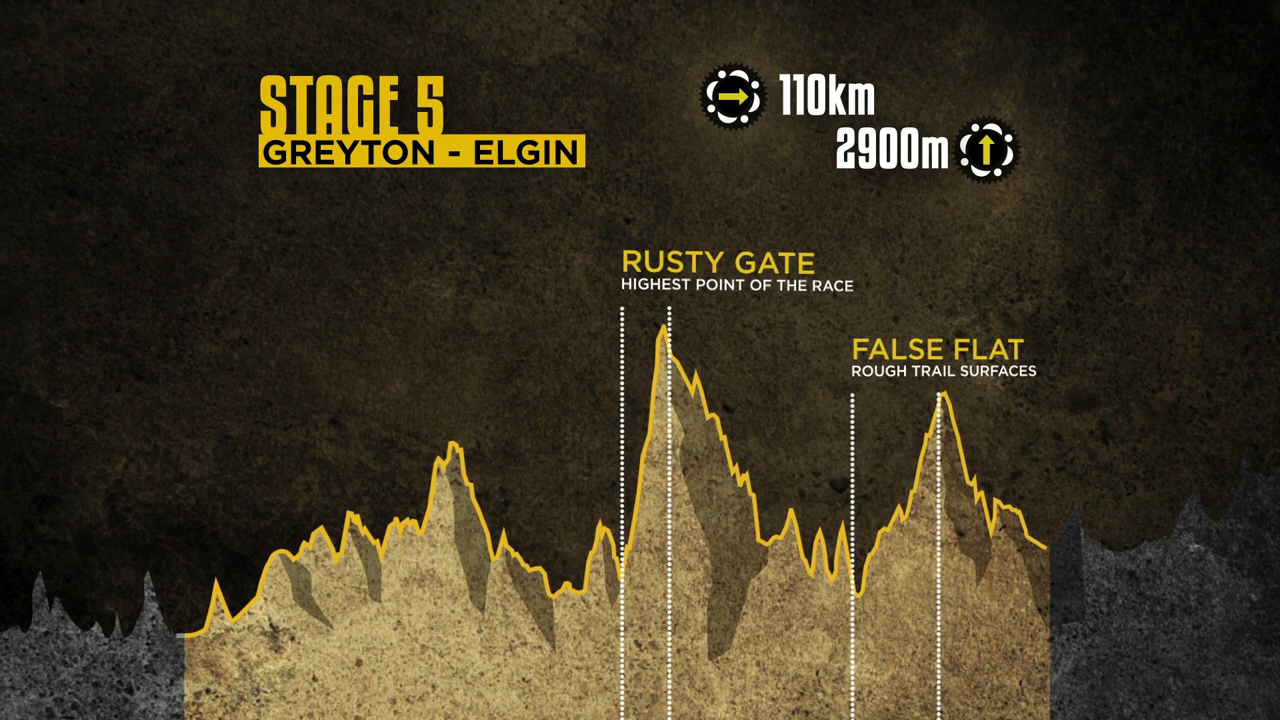 STAGE 5
GREYTON - ELGIN
110km
2900m
RUSTY GATE
HIGHEST POINT OF THE RACE
FALSE FLAT
ROUGH TRAIL SURFACES